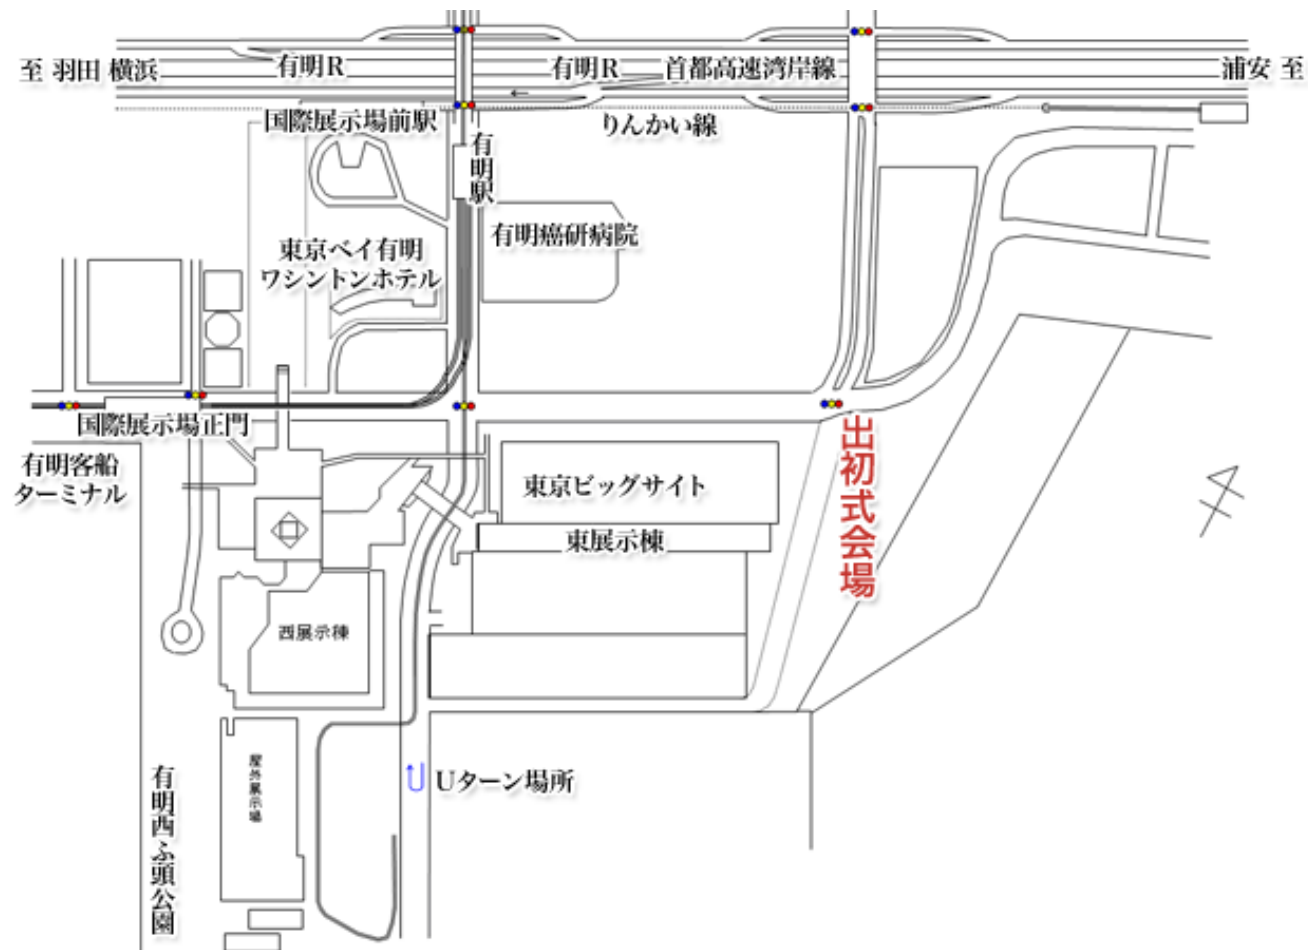 至 羽田 横浜
有明R
有明R
首都高速湾岸線
浦安 至
国際展示場前駅
りんかい線
有明駅
有明癌研病院
東京ベイ有明
ワシントンホテル
国際展示場正門
有明客船
ターミナル
出初式会場
東京ビッグサイト
東展示棟
西展示棟
屋外展示場
Uターン場所
有明西ふ頭公園